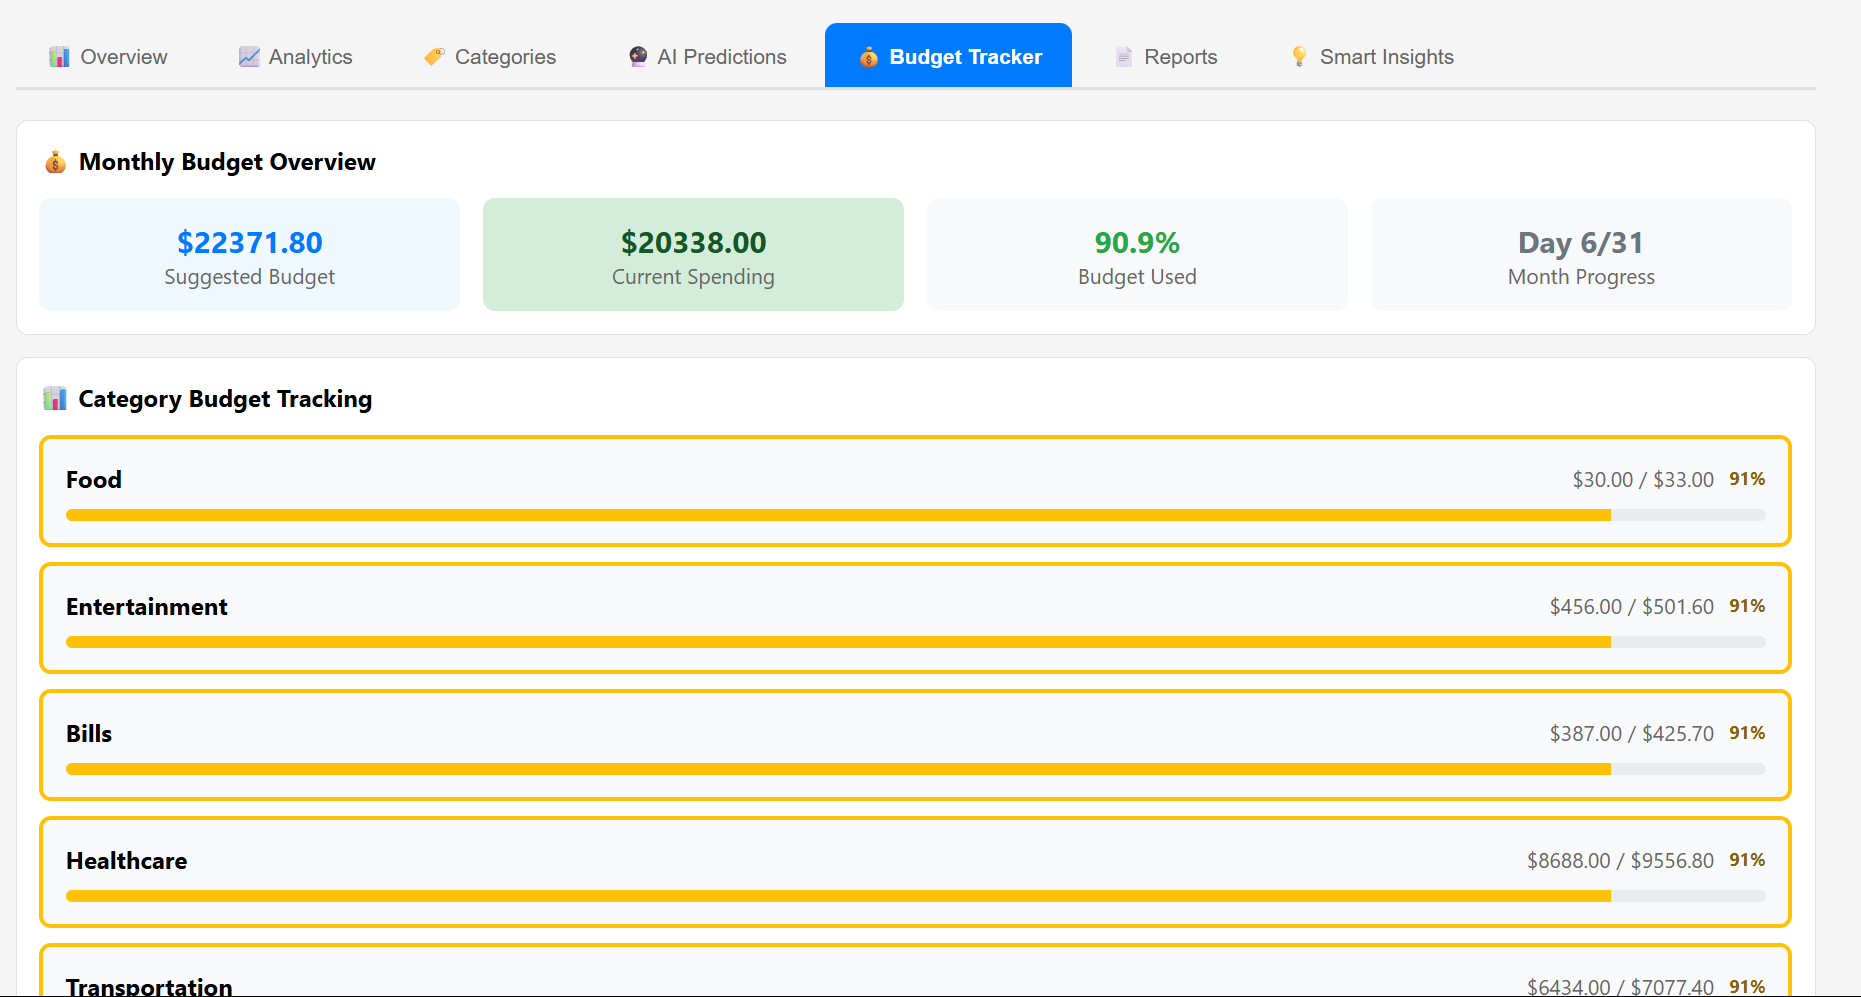 Overview Analytics Categories AI Predictions Budget Tracker Reports Smart Insights
Monthly Budget Overview
$22371.80 $20338.00 90.9% Day 6/31
Suggested Budget Current Spending Budget Used Month Progress
Category Budget Tracking
Food $30.00 / $33.00 91%
Entertainment $456.00 / $501.60 91%
Bills $387.00 / $425.70 91%
Healthcare $8688.00 / $9556.80 91%
Transportation $6434.00 / $7077.40 91%